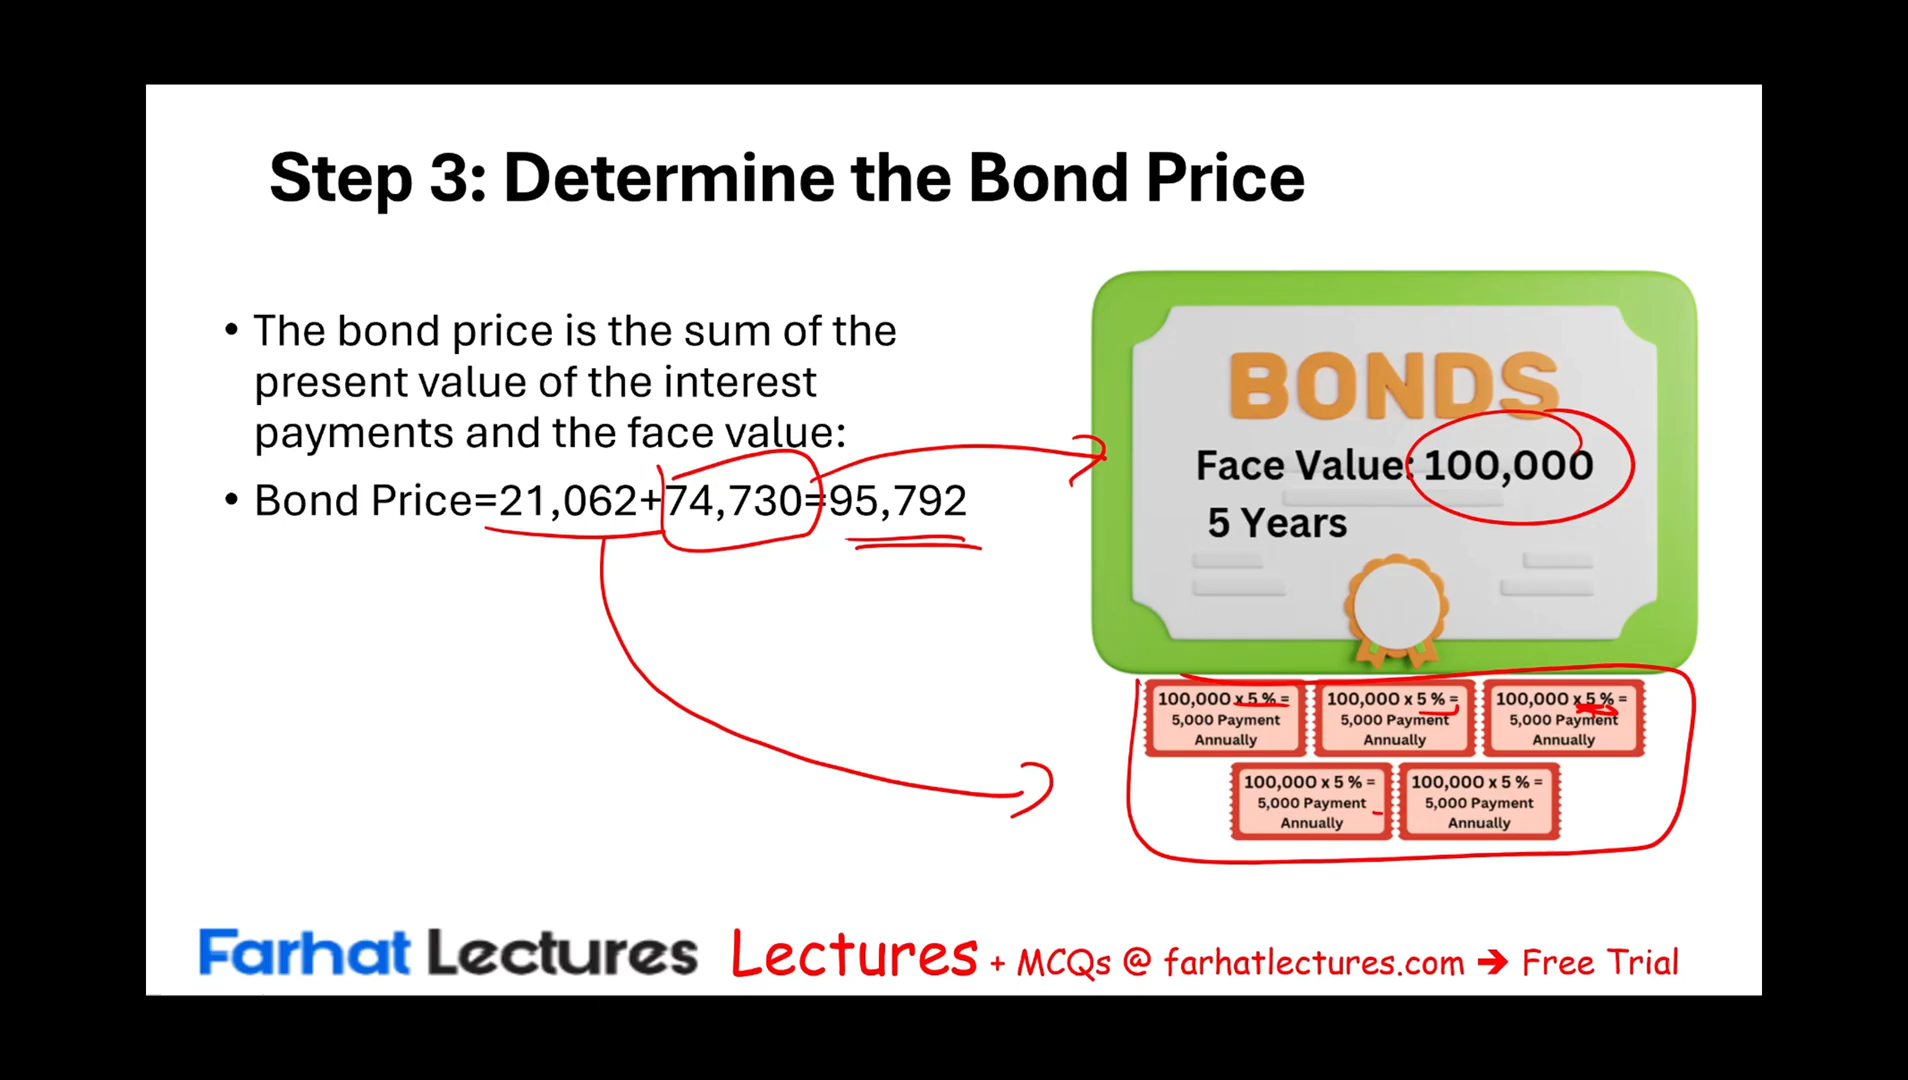 Step 3: Determine the Bond Price
• The bond price is the sum of the
present value of the interest
payments and the face value:
• Bond Price=21,062+74,730=95,792
BONDS
Face Value: 100,000
5 Years
100,000 x 5 % =
5,000 Payment
Annually
100,000 x 5 % =
5,000 Payment
Annually
100,000 x 5 % =
5,000 Payment
Annually
100,000 x 5 % =
5,000 Payment
Annually
100,000 x 5 % =
5,000 Payment
Annually
Farhat Lectures Lectures + MCQs @ farhatlectures.com → Free Trial